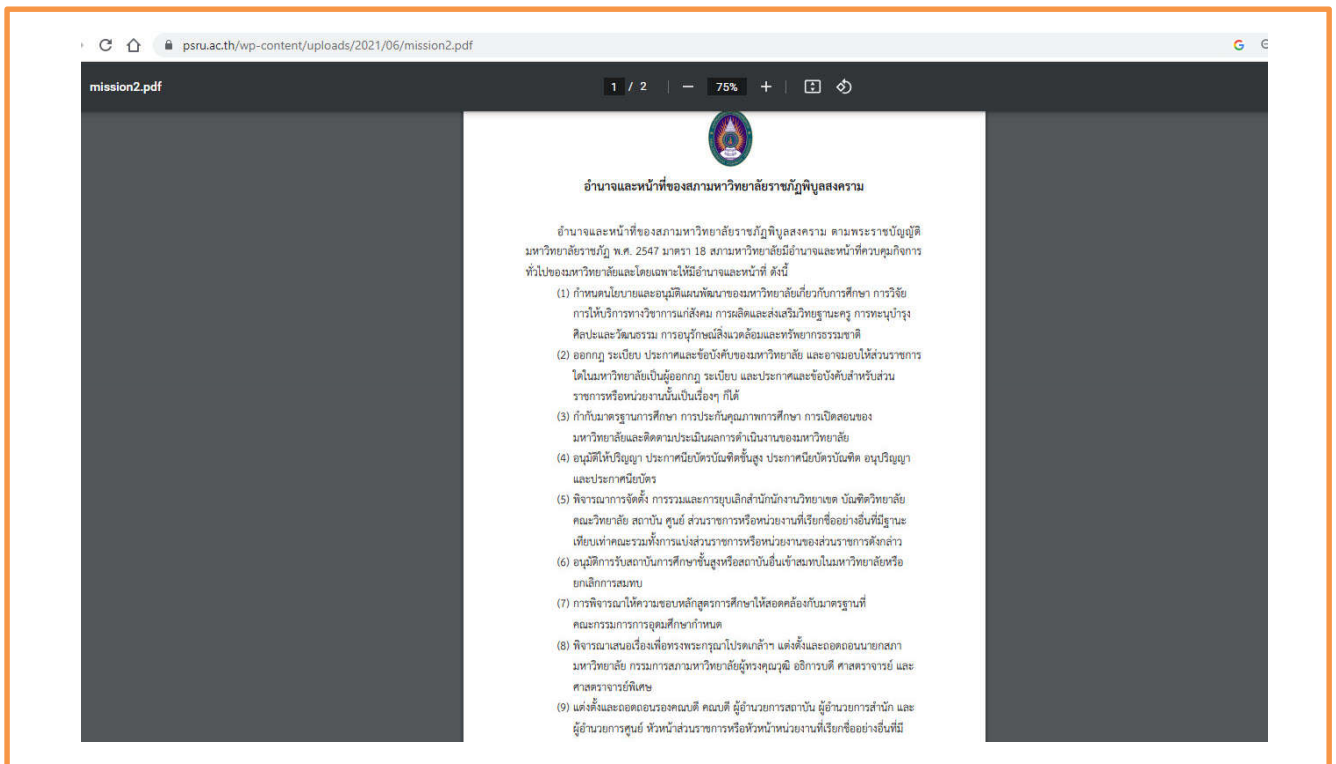 psru.ac.th/wp-content/uploads/2021/06/mission2.pdf
mission2.pdf
1 / 2
75%
อำนาจและหน้าที่ของสภามหาวิทยาลัยราชภัฏพิบูลสงคราม
อำนาจและหน้าที่ของสภามหาวิทยาลัยราชภัฏพิบูลสงคราม ตามพระราชบัญญัติ
มหาวิทยาลัยราชภัฏ พ.ศ. 2547 มาตรา 18 สภามหาวิทยาลัยมีอำนาจและหน้าที่ควบคุมกิจการ
ทั่วไปของมหาวิทยาลัยและโดยเฉพาะให้มีอำนาจและหน้าที่ ดังนี้
(1) กำหนดนโยบายและอนุมัติแผนพัฒนาของมหาวิทยาลัยเกี่ยวกับการศึกษา การวิจัย
การให้บริการทางวิชาการแก่สังคม การผลิตและส่งเสริมวิทยฐานะครู การทะนุบำรุง
ศิลปะและวัฒนธรรม การอนุรักษณ์สิ่งแวดล้อมและทรัพยากรธรรมชาติ
(2) ออกกฎ ระเบียบ ประกาศและข้อบังคับของมหาวิทยาลัย และอาจมอบให้ส่วนราชการ
ใดในมหาวิทยาลัยเป็นผู้ออกกฎ ระเบียบ และประกาศและข้อบังคับสำหรับส่วน
ราชการหรือหน่วยงานนั้นเป็นเรื่องๆ ก็ได้
(3) กำกับมาตรฐานการศึกษา การประกันคุณภาพการศึกษา การเปิดสอนของ
มหาวิทยาลัยและติดตามประเมินผลการดำเนินงานของมหาวิทยาลัย
(4) อนุมัติให้ปริญญา ประกาศนียบัตรบัณฑิตชั้นสูง ประกาศนียบัตรบัณฑิต อนุปริญญา
และประกาศนียบัตร
(5) พิจารณาการจัดตั้ง การรวมและการยุบเลิกสำนักนักงานวิทยาเขต บัณฑิตวิทยาลัย
คณะวิทยาลัย สถาบัน ศูนย์ ส่วนราชการหรือหน่วยงานที่เรียกชื่ออย่างอื่นที่มีฐานะ
เทียบเท่าคณะรวมทั้งการแบ่งส่วนราชการหรือหน่วยงานของส่วนราชการดังกล่าว
(6) อนุมัติการรับสถาบันการศึกษาชั้นสูงหรือสถาบันอื่นเข้าสมทบในมหาวิทยาลัยหรือ
ยกเลิกการสมทบ
(7) การพิจารณาให้ความชอบหลักสูตรการศึกษาให้สอดคล้องกับมาตรฐานที่
คณะกรรมการการอุดมศึกษากำหนด
(8) พิจารณาเสนอเรื่องเพื่อทรงพระกรุณาโปรดเกล้าฯ แต่งตั้งและถอดถอนนายกสภา
มหาวิทยาลัย กรรมการสภามหาวิทยาลัยผู้ทรงคุณวุฒิ อธิการบดี ศาสตราจารย์ และ
ศาสตราจารย์พิเศษ
(9) แต่งตั้งและถอดถอนรองคณบดี คณบดี ผู้อำนวยการสถาบัน ผู้อำนวยการสำนัก และ
ผู้อำนวยการศูนย์ หัวหน้าส่วนราชการหรือหัวหน้าหน่วยงานที่เรียกชื่ออย่างอื่นที่มี